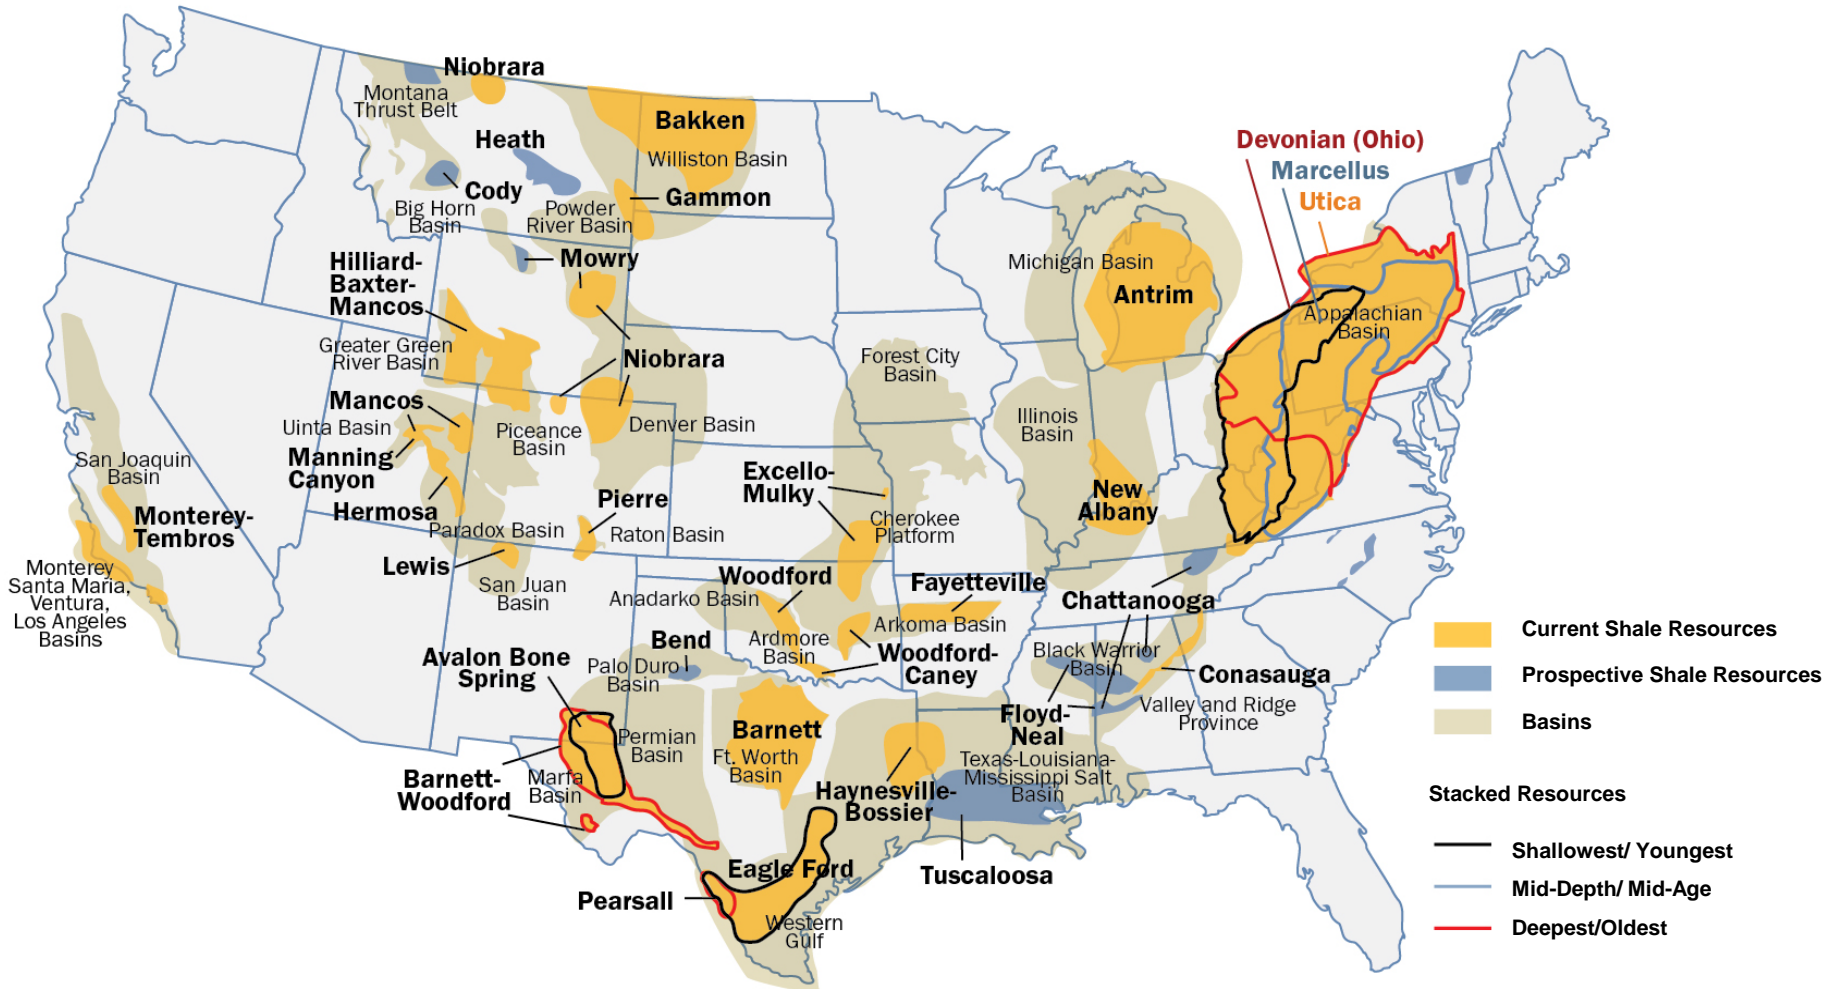 Niobrara
Montana
Thrust Belt
Bakken
Williston Basin
Heath
Cody
Gammon
Big Horn
Basin
Powder
River Basin
Devonian (Ohio)
Marcellus
Utica
Hilliard-
Baxter-
Mancos
Mowry
Michigan Basin
Antrim
Appalachian
Basin
Greater Green
River Basin
Niobrara
Forest City
Basin
Mancos
Uinta Basin
Piceance
Basin
Denver Basin
Illinois
Basin
San Joaquin
Basin
Manning
Canyon
Excello-
Mulky
New
Albany
Hermosa
Pierre
Monterey-
Tembros
Paradox Basin
Raton Basin
Cherokee
Platform
Lewis
San Juan
Basin
Monterey
Santa Maria,
Ventura,
Los Angeles
Basins
Woodford
Anadarko Basin
Fayetteville
Arkoma Basin
Chattanooga
Ardmore
Basin
Bend
Palo Duro
Basin
Woodford-
Caney
Black Warrior
Basin
Conasauga
Avalon Bone
Spring
Valley and Ridge
Province
Floyd-
Neal
Barnett
Permian
Basin
Ft. Worth
Basin
Texas-Louisiana-
Mississippi Salt
Basin
Barnett-
Woodford
Marfa
Basin
Haynesville-
Bossier
Eagle Ford
Tuscaloosa
Pearsall
Western
Gulf
Current Shale Resources
Prospective Shale Resources
Basins
Stacked Resources
Shallowest/ Youngest
Mid-Depth/ Mid-Age
Deepest/Oldest